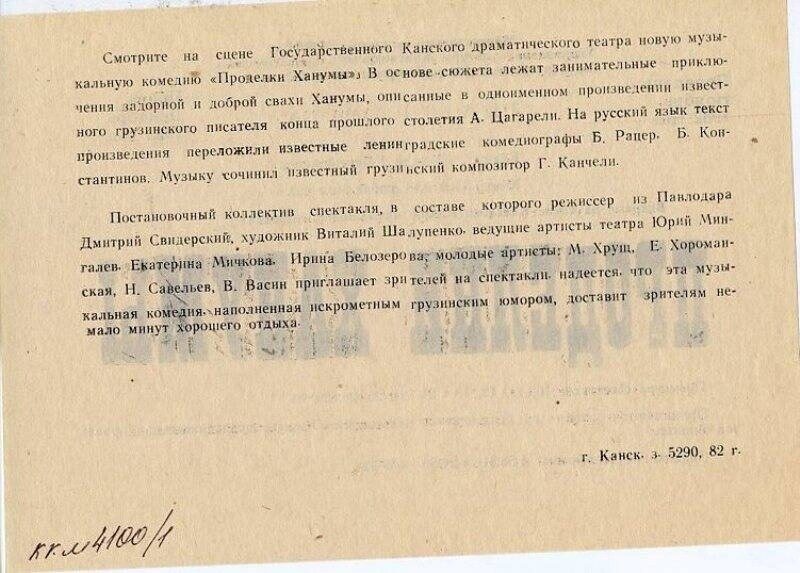 Смотрите на сцене Государственного Канского драматического театра новую музы-
кальную комедию «Проделки Ханумы». В основе сюжета лежат занимательные приклю-
чения задорной и доброй свахи Ханумы, описанные в одноименном произведении извест-
ного грузинского писателя конца прошлого столетия А. Цагарели. На русский язык текст
произведения переложили известные ленинградские комедиографы Б. Рацер, Б. Кон-
стантинов. Музыку сочинил известный грузинский композитор Г. Канчели.
Постановочный коллектив спектакля, в составе которого режиссер из Павлодара
Дмитрий Свидерский, художник Виталий Шалупенко, ведущие артисты театра Юрий Мин-
галев, Екатерина Мичкова, Ирина Белозерова, молодые артисты: М. Хрущ, Е. Хороман-
ская, Н. Савельев, В. Васин приглашает зрителей на спектакли, надеется, что эта музы-
кальная комедия, наполненная искрометным грузинским юмором, доставит зрителям не-
мало минут хорошего отдыха.
г. Канск. з. 5290, 82 г.
ККМ 4100/1